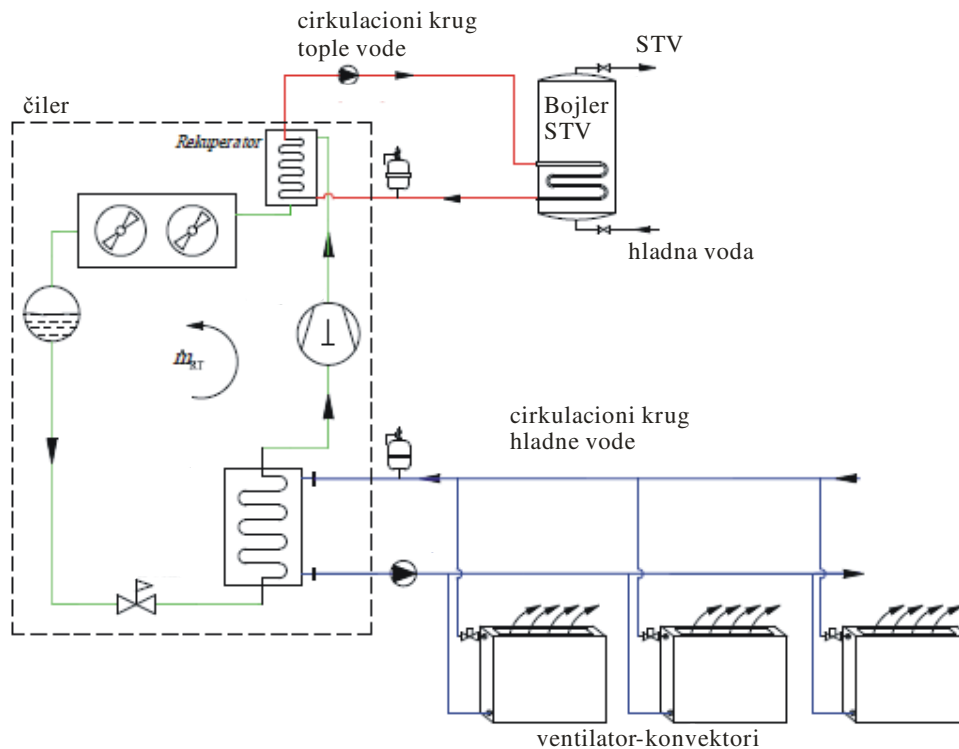 cirkulacioni krug
tople vode
STV
čiler
Bojler
STV
Rekuperator
hladna voda
ṁRT
cirkulacioni krug
hladne vode
ventilator-konvektori